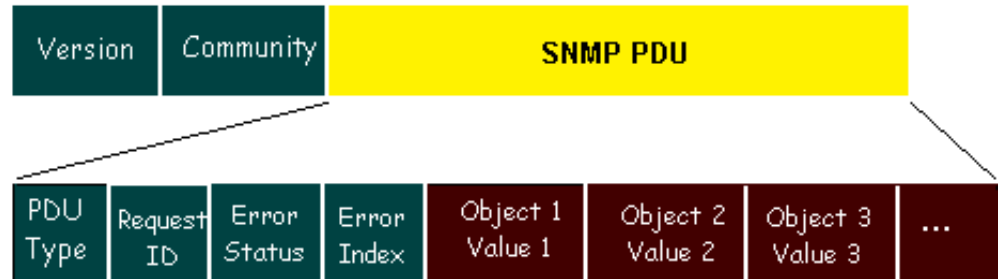 Version
Community
SNMP PDU
PDU
Type
Request
ID
Error
Status
Error
Index
Object 1
Value 1
Object 2
Value 2
Object 3
Value 3
...